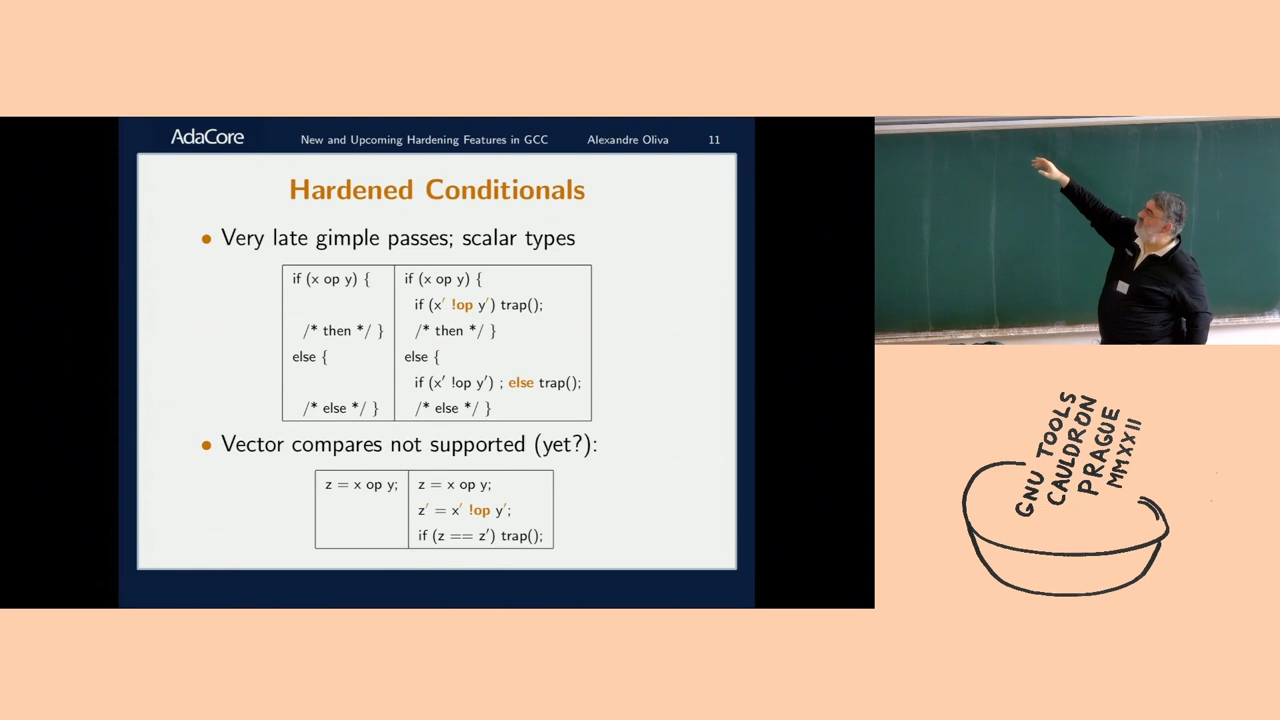 AdaCore New and Upcoming Hardening Features in GCC Alexandre Oliva 11
Hardened Conditionals
• Very late gimple passes; scalar types
if (x op y) { if (x op y) {
if (x′ !op y′) trap();
/* then */ } /* then */ }
else { else {
if (x′ !op y′) ; else trap();
/* else */ } /* else */ }
• Vector compares not supported (yet?):
z = x op y; z = x op y;
z′ = x′ !op y′;
if (z == z′) trap();
GNU TOOLS
CAULDRON
PRAGUE
MMXXII